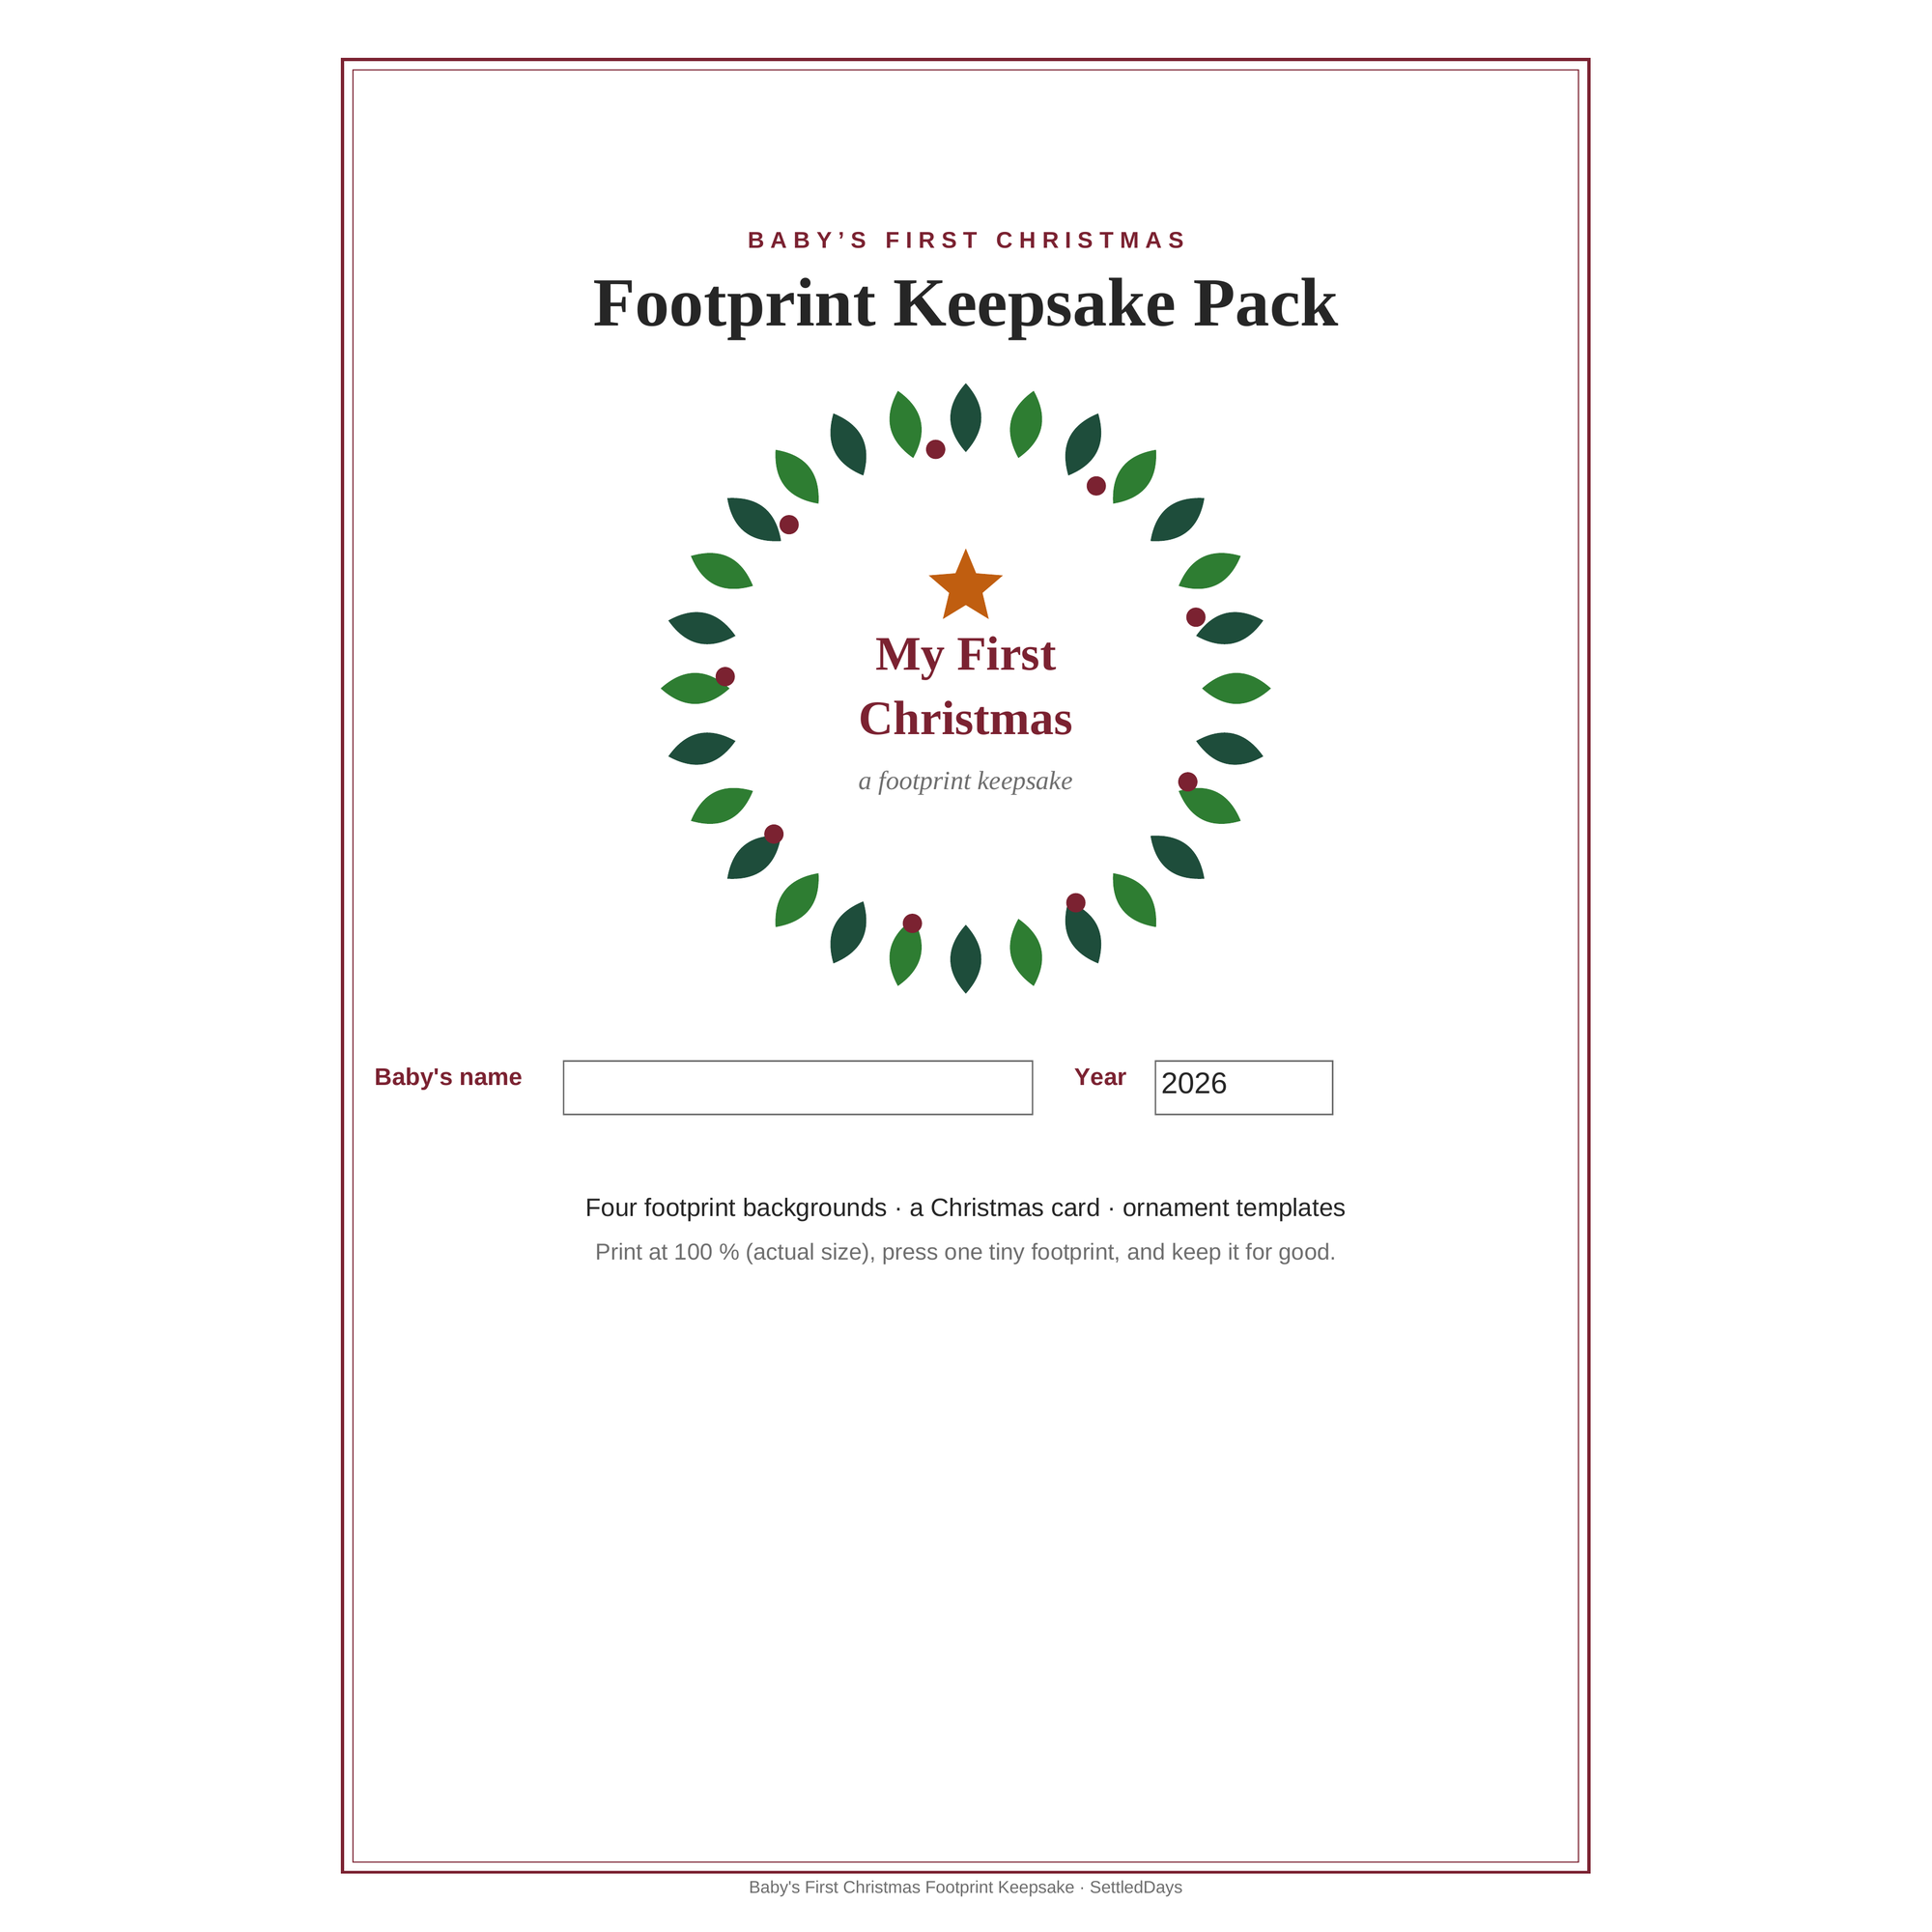 BABY’S FIRST CHRISTMAS
Footprint Keepsake Pack
My First
Christmas
a footprint keepsake
Baby's name
Year 2026
Four footprint backgrounds · a Christmas card · ornament templates
Print at 100 % (actual size), press one tiny footprint, and keep it for good.
Baby's First Christmas Footprint Keepsake · SettledDays